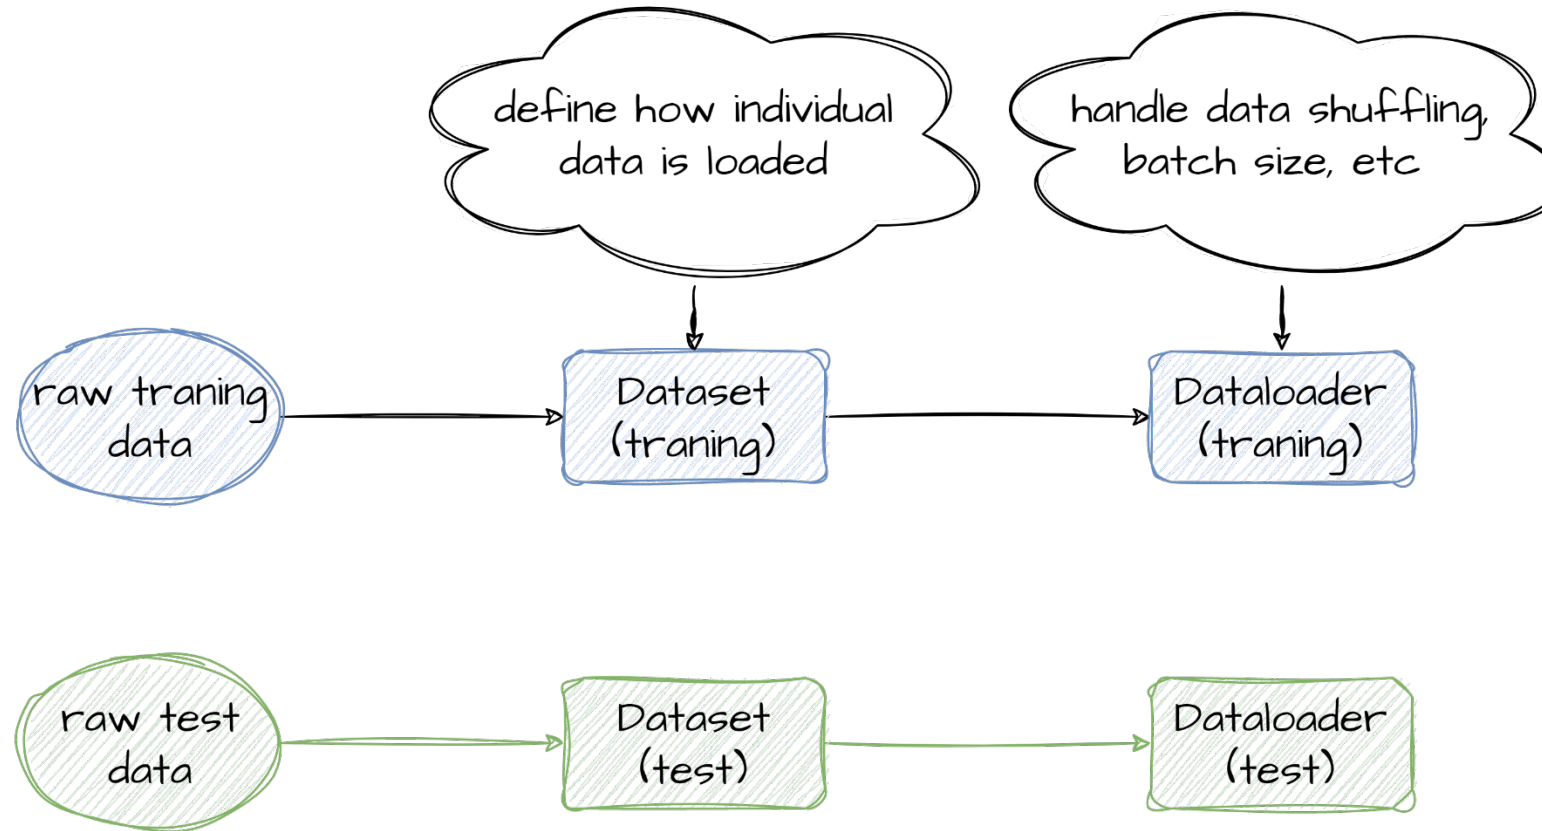 define how individual
data is loaded
handle data shuffling,
batch size, etc
raw traning
data
Dataset
(traning)
Dataloader
(traning)
raw test
data
Dataset
(test)
Dataloader
(test)